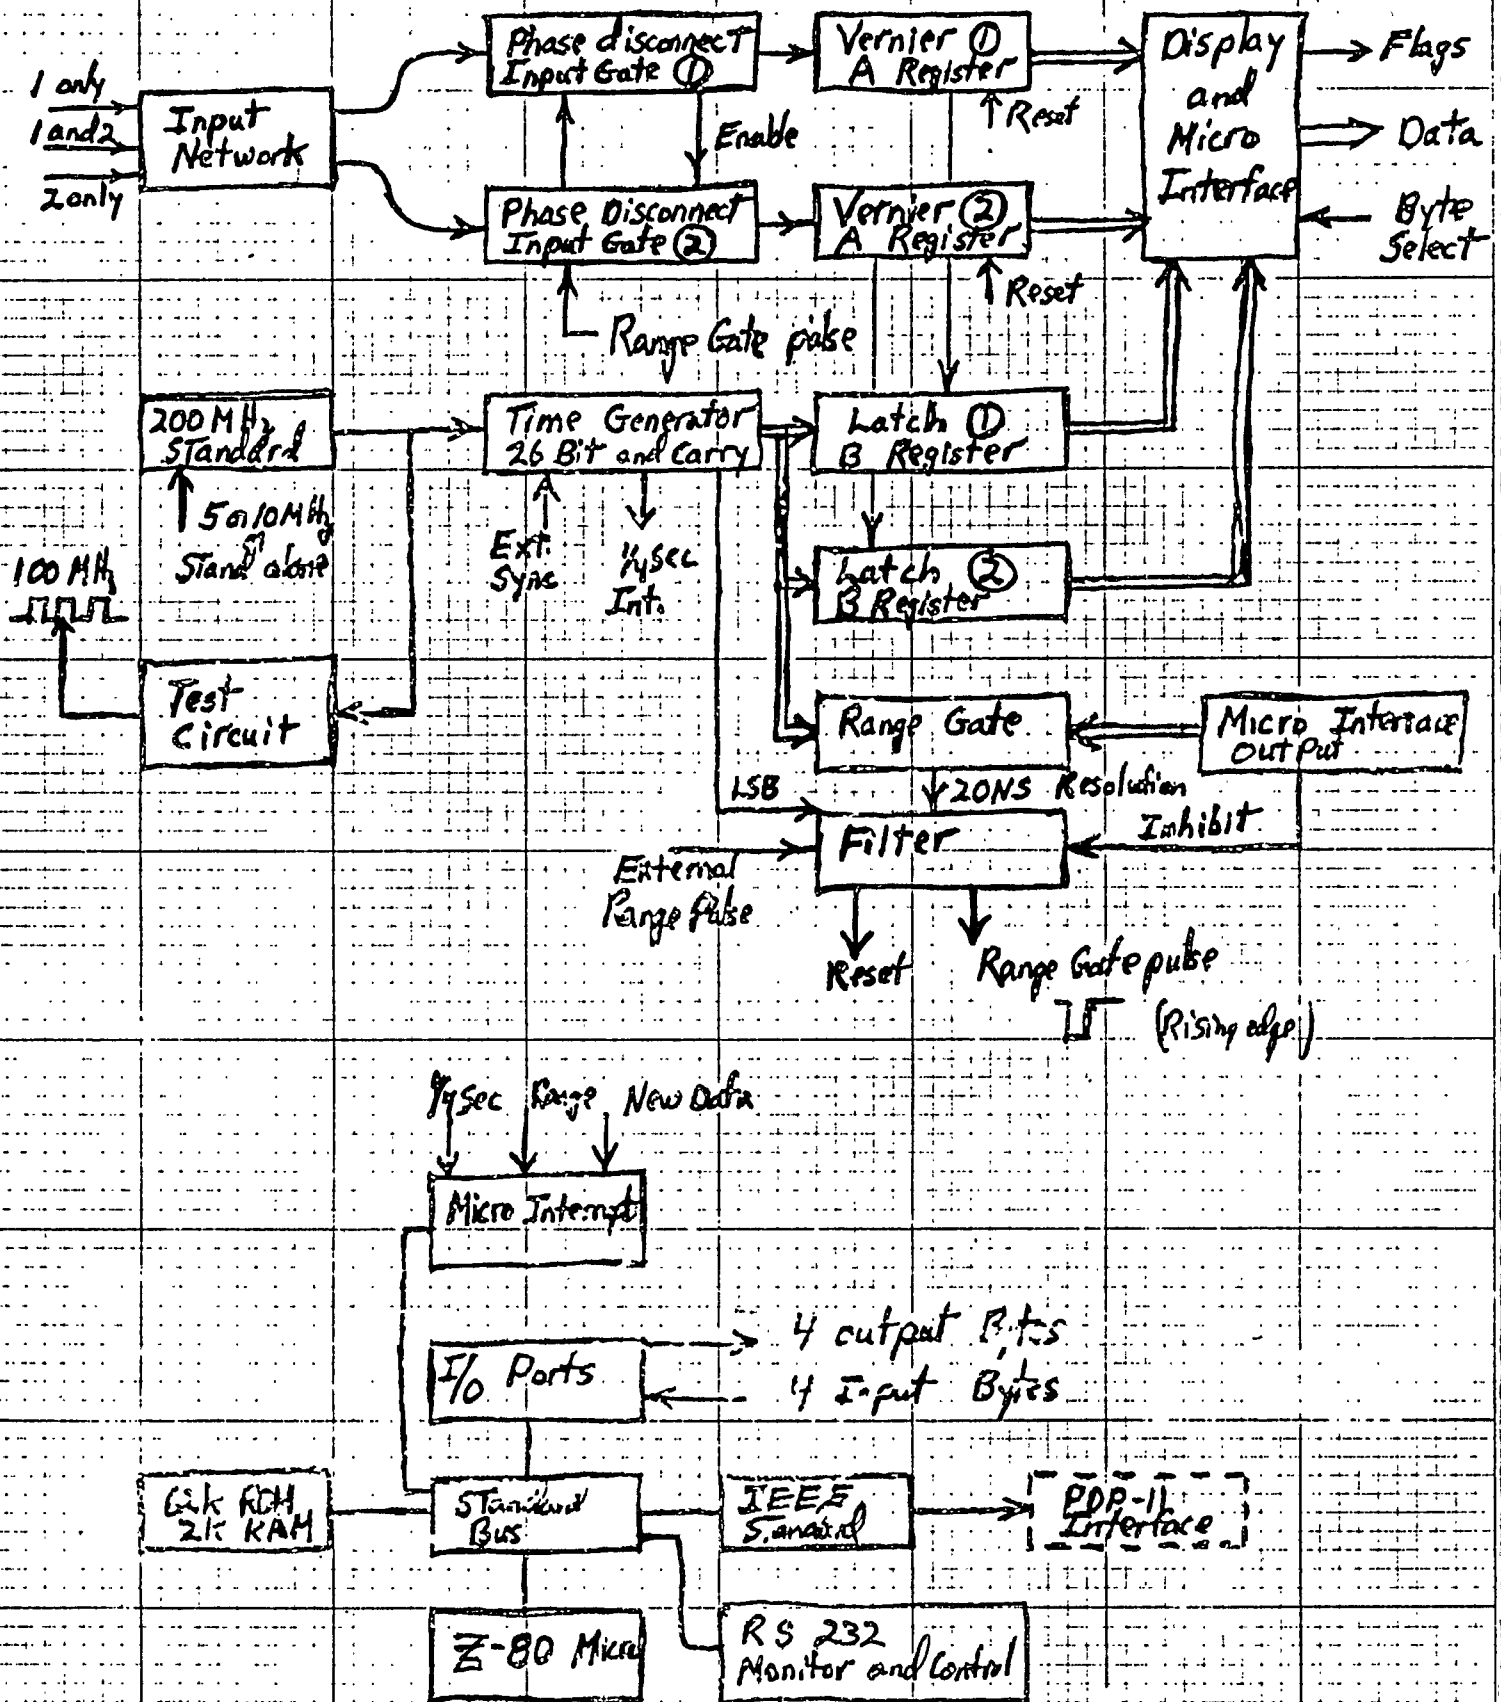 1 only
1 and 2
2 only
Input
Network
Phase disconnect
Input Gate ①
Vernier ①
A Register
Display
and
Micro
Interface
Flags
Data
Byte
Select
Enable
Reset
Phase Disconnect
Input Gate ②
Vernier ②
A Register
Reset
Range Gate pulse
200 MHz
Standard
Time Generator
26 Bit and Carry
Latch ①
B Register
5 or 10 MHz
Stand alone
100 MHz
Ext.
Sync
1/4 Sec
Int.
Latch ②
B Register
Test
Circuit
Range Gate
Micro Interface
Output
LSB
20NS Resolution
Inhibit
Filter
External
Range Pulse
Reset
Range Gate pulse
(Rising edge)
1/4 Sec Range New Data
Micro Interrupt
I/O Ports
4 output Bytes
4 Input Bytes
ROM
2K RAM
Standard
Bus
IEEE
Standard
PDP-11
Interface
Z-80 Micro
RS 232
Monitor and Control